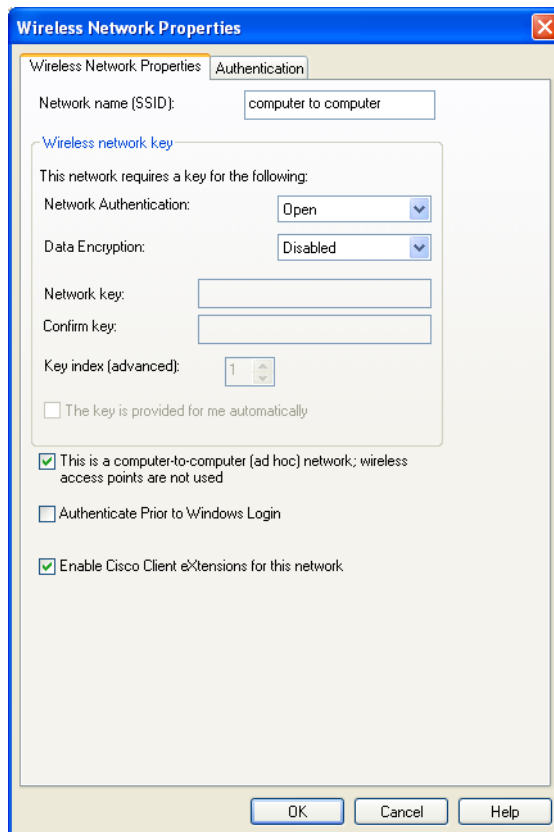 Wireless Network Properties
Wireless Network Properties
Authentication
Network name (SSID):
computer to computer
Wireless network key
This network requires a key for the following:
Network Authentication:
Open
Data Encryption:
Disabled
Network key:
Confirm key:
Key index (advanced):
1
The key is provided for me automatically
This is a computer-to-computer (ad hoc) network; wireless
access points are not used
Authenticate Prior to Windows Login
Enable Cisco Client eXtensions for this network
OK
Cancel
Help